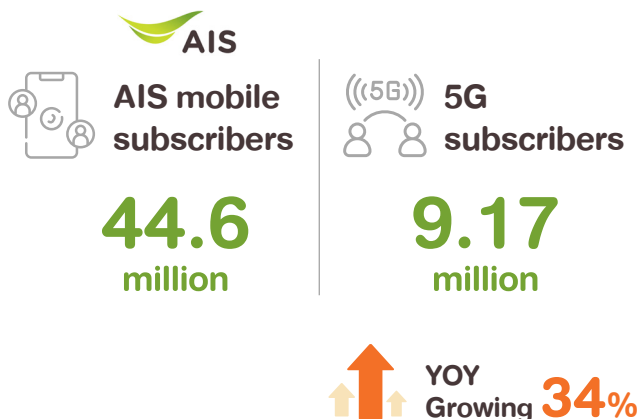 AIS
AIS mobile
subscribers
44.6
million
(((5G)))
5G
subscribers
9.17
million
YOY
Growing 34%